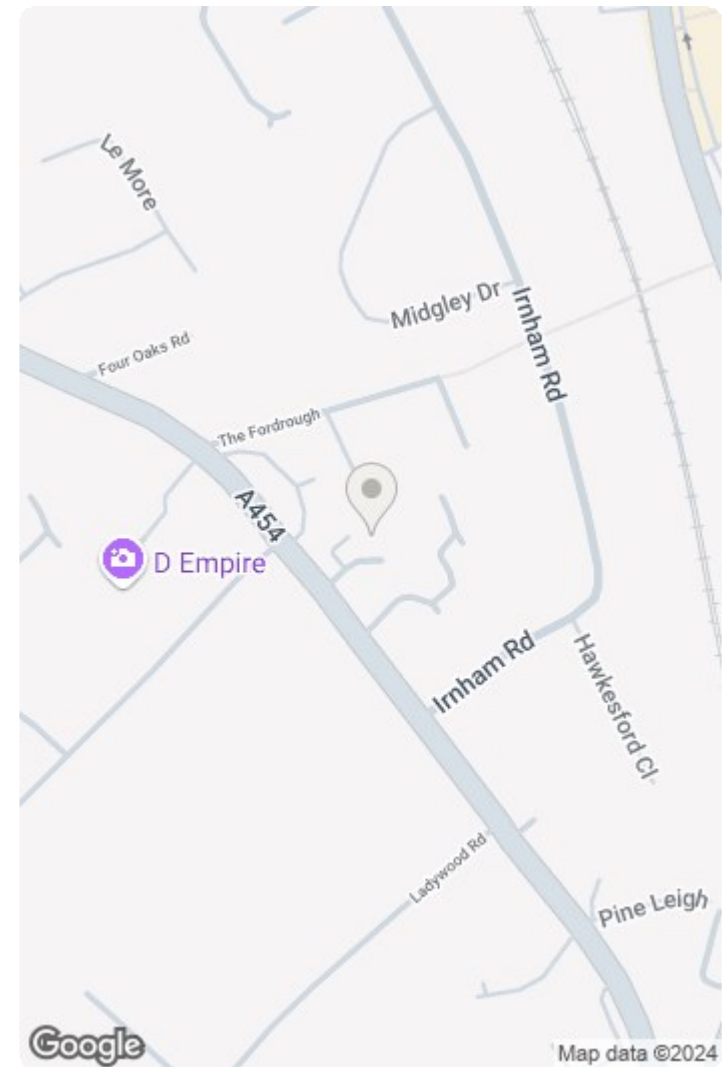 Le More
Midgley Dr
Irnham Rd
Four Oaks Rd
The Fordrough
A454
D Empire
Irnham Rd
Hawkesford Cl
Ladywood Rd
Pine Leigh
Google
Map data ©2024